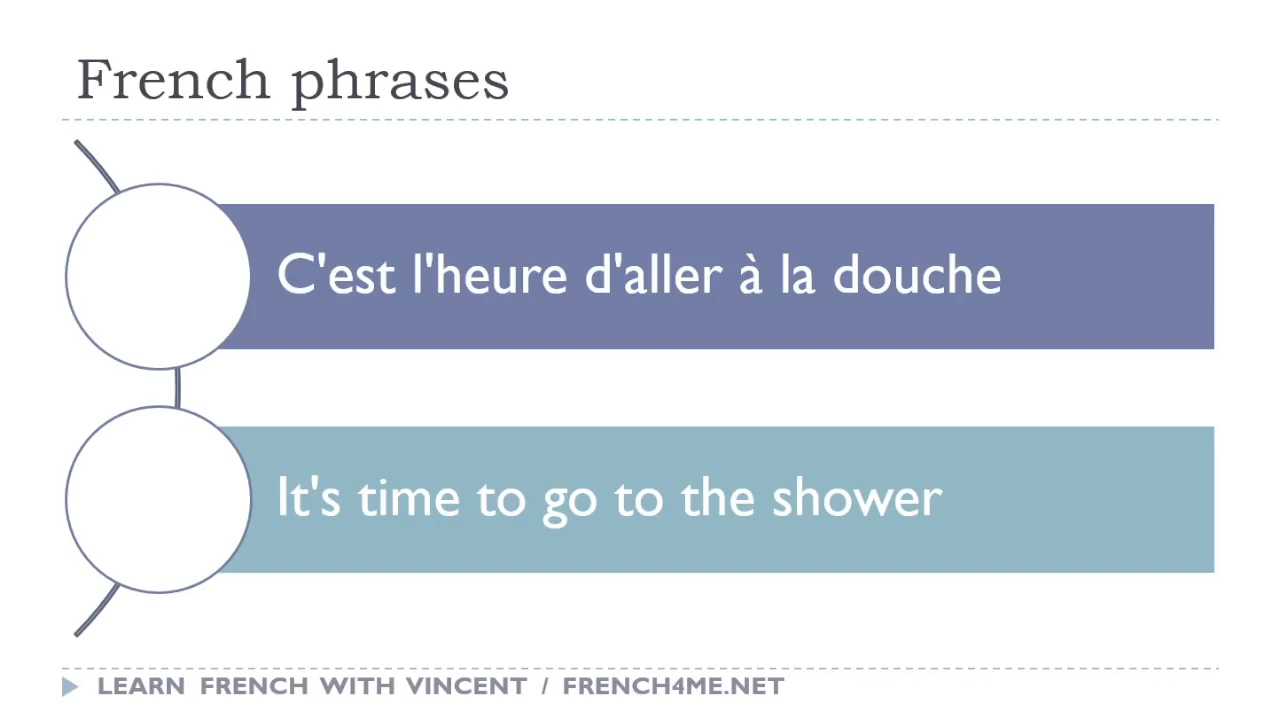 French phrases
C'est l'heure d'aller à la douche
It's time to go to the shower
LEARN FRENCH WITH VINCENT / FRENCH4ME.NET